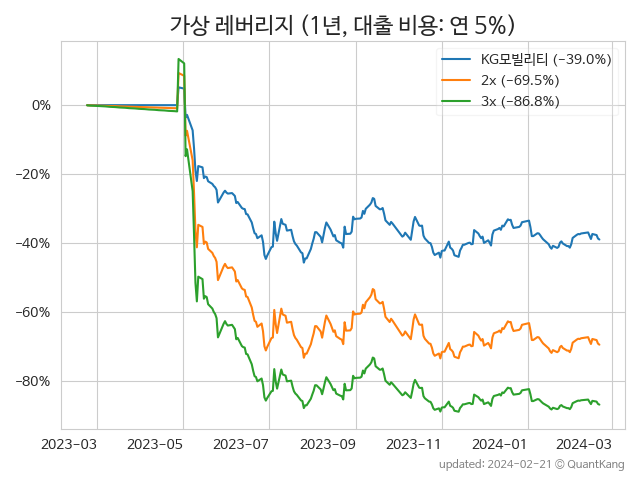 가상 레버리지 (1년, 대출 비용: 연 5%)
KG모빌리티 (−39.0%)
2x (−69.5%)
3x (−86.8%)
0%
−20%
−40%
−60%
−80%
2023-03 2023-05 2023-07 2023-09 2023-11 2024-01 2024-03
updated: 2024-02-21 © QuantKang